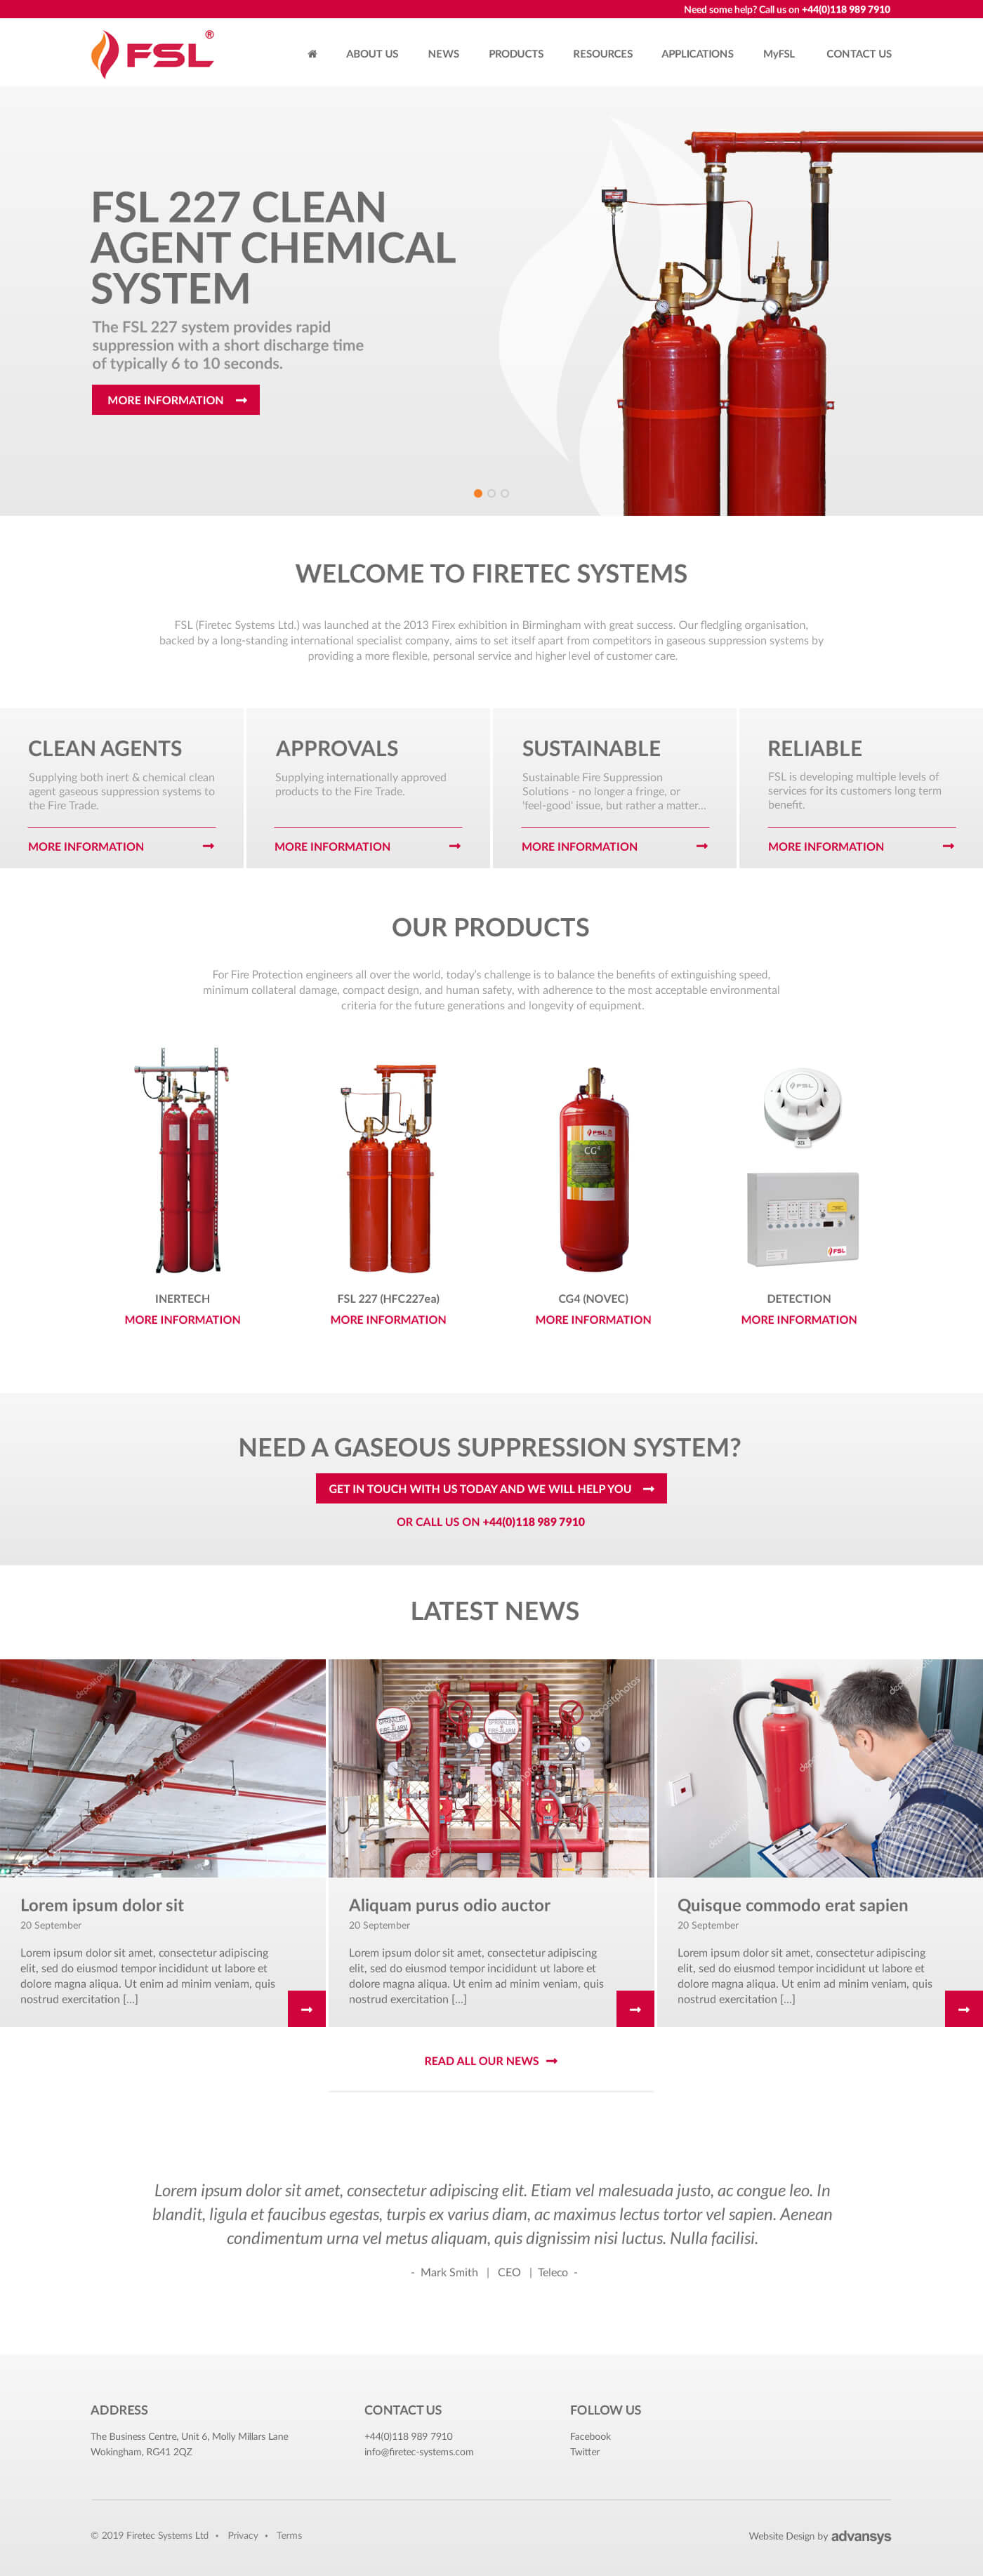 Need some help? Call us on +44(0)118 989 7910
FSL®
ABOUT US
NEWS
PRODUCTS
RESOURCES
APPLICATIONS
MyFSL
CONTACT US
FSL 227 CLEAN
AGENT CHEMICAL
SYSTEM
The FSL 227 system provides rapid
suppression with a short discharge time
of typically 6 to 10 seconds.
MORE INFORMATION
WELCOME TO FIRETEC SYSTEMS
FSL (Firetec Systems Ltd.) was launched at the 2013 Firex exhibition in Birmingham with great success. Our fledgling organisation,
backed by a long-standing international specialist company, aims to set itself apart from competitors in gaseous suppression systems by
providing a more flexible, personal service and higher level of customer care.
CLEAN AGENTS
Supplying both inert & chemical clean
agent gaseous suppression systems to
the Fire Trade.
MORE INFORMATION
APPROVALS
Supplying internationally approved
products to the Fire Trade.
MORE INFORMATION
SUSTAINABLE
Sustainable Fire Suppression
Solutions - no longer a fringe, or
'feel-good' issue, but rather a matter...
MORE INFORMATION
RELIABLE
FSL is developing multiple levels of
services for its customers long term
benefit.
MORE INFORMATION
OUR PRODUCTS
For Fire Protection engineers all over the world, today's challenge is to balance the benefits of extinguishing speed,
minimum collateral damage, compact design, and human safety, with adherence to the most acceptable environmental
criteria for the future generations and longevity of equipment.
FSL
CG4
FSL
FSL
INERTECH
MORE INFORMATION
FSL 227 (HFC227ea)
MORE INFORMATION
CG4 (NOVEC)
MORE INFORMATION
DETECTION
MORE INFORMATION
NEED A GASEOUS SUPPRESSION SYSTEM?
GET IN TOUCH WITH US TODAY AND WE WILL HELP YOU
OR CALL US ON +44(0)118 989 7910
LATEST NEWS
depositphotos
SPRINKLER
FIRE ALARM
SPRINKLER
FIRE ALARM
depositphotos
depositphotos
Lorem ipsum dolor sit
20 September
Lorem ipsum dolor sit amet, consectetur adipiscing
elit, sed do eiusmod tempor incididunt ut labore et
dolore magna aliqua. Ut enim ad minim veniam, quis
nostrud exercitation [...]
Aliquam purus odio auctor
20 September
Lorem ipsum dolor sit amet, consectetur adipiscing
elit, sed do eiusmod tempor incididunt ut labore et
dolore magna aliqua. Ut enim ad minim veniam, quis
nostrud exercitation [...]
Quisque commodo erat sapien
20 September
Lorem ipsum dolor sit amet, consectetur adipiscing
elit, sed do eiusmod tempor incididunt ut labore et
dolore magna aliqua. Ut enim ad minim veniam, quis
nostrud exercitation [...]
READ ALL OUR NEWS
Lorem ipsum dolor sit amet, consectetur adipiscing elit. Etiam vel malesuada justo, ac congue leo. In
blandit, ligula et faucibus egestas, turpis ex varius diam, ac maximus lectus tortor vel sapien. Aenean
condimentum urna vel metus aliquam, quis dignissim nisi luctus. Nulla facilisi.
- Mark Smith | CEO | Teleco -
ADDRESS
The Business Centre, Unit 6, Molly Millars Lane
Wokingham, RG41 2QZ
CONTACT US
+44(0)118 989 7910
info@firetec-systems.com
FOLLOW US
Facebook
Twitter
© 2019 Firetec Systems Ltd • Privacy • Terms
Website Design by advansys